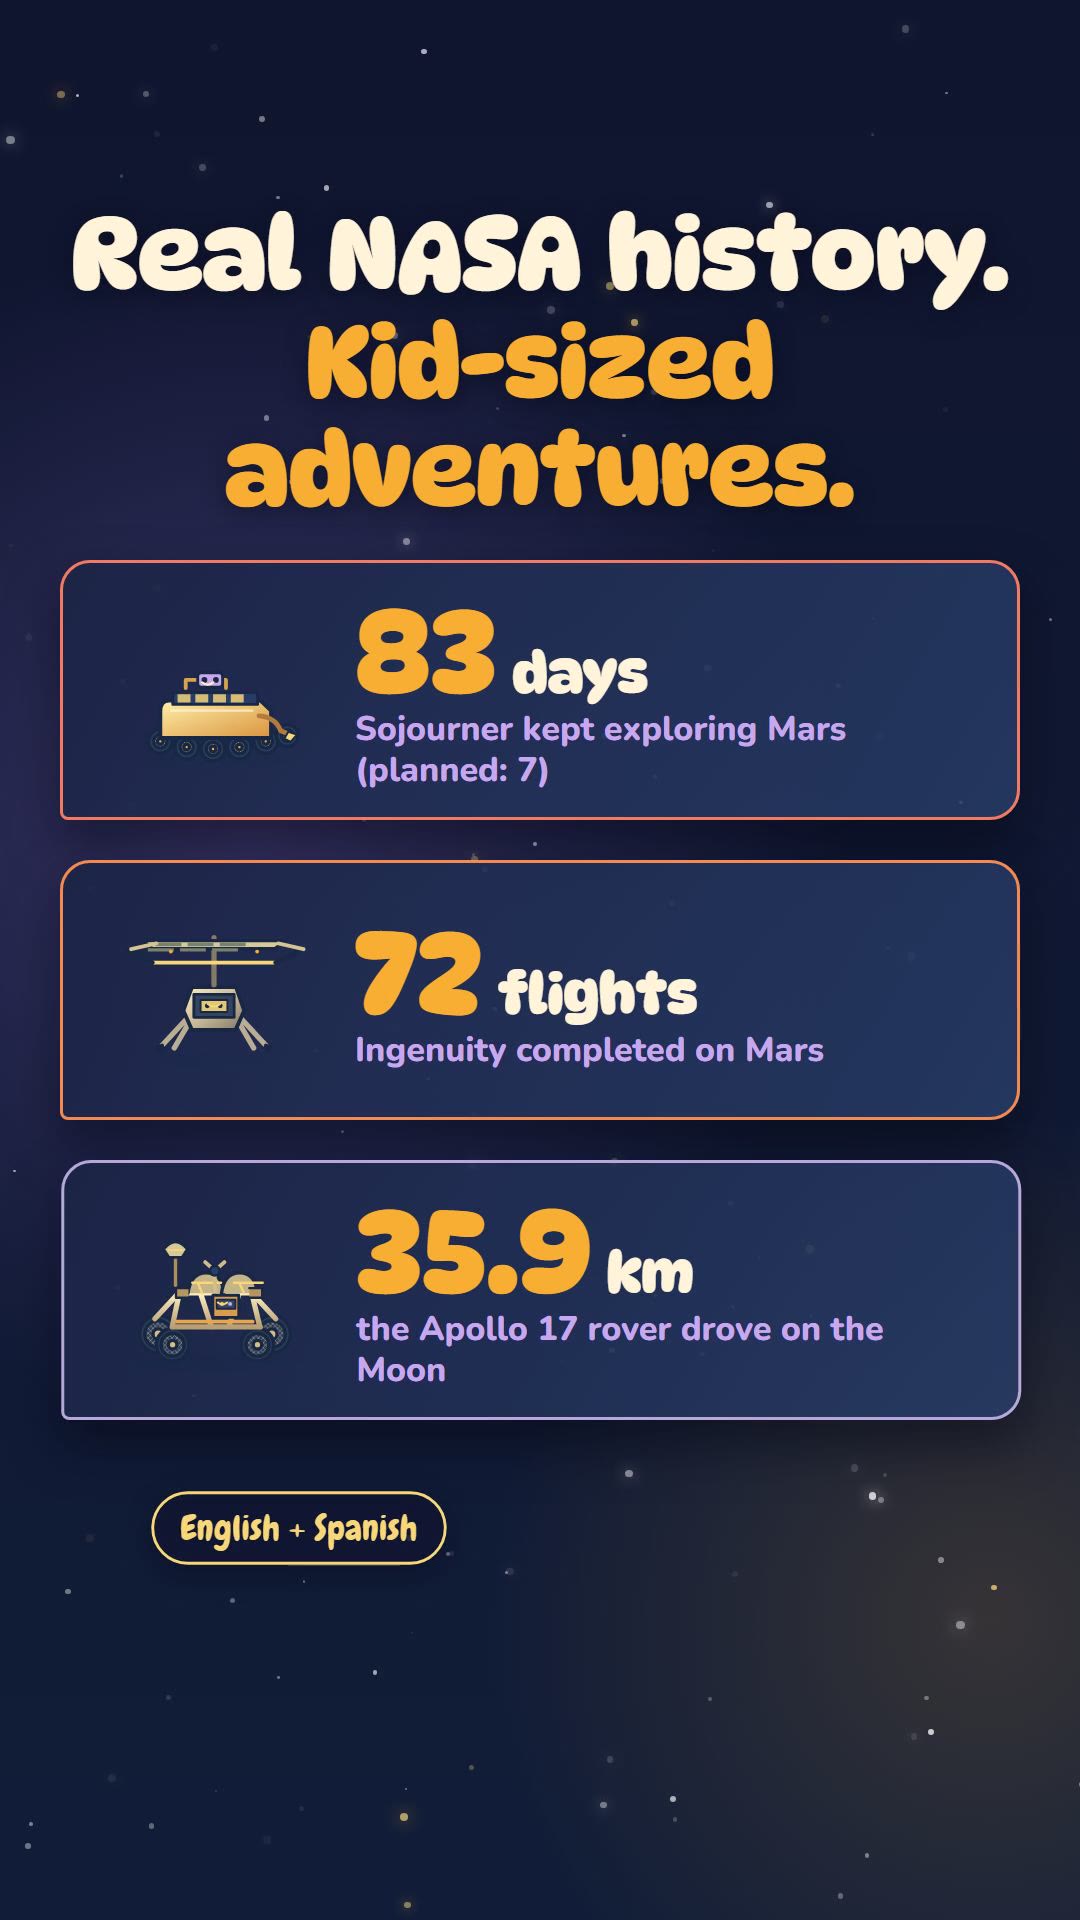 Real NASA history.
Kid-sized
adventures.
83 days
Sojourner kept exploring Mars
(planned: 7)
72 flights
Ingenuity completed on Mars
35.9 km
the Apollo 17 rover drove on the
Moon
English + Spanish